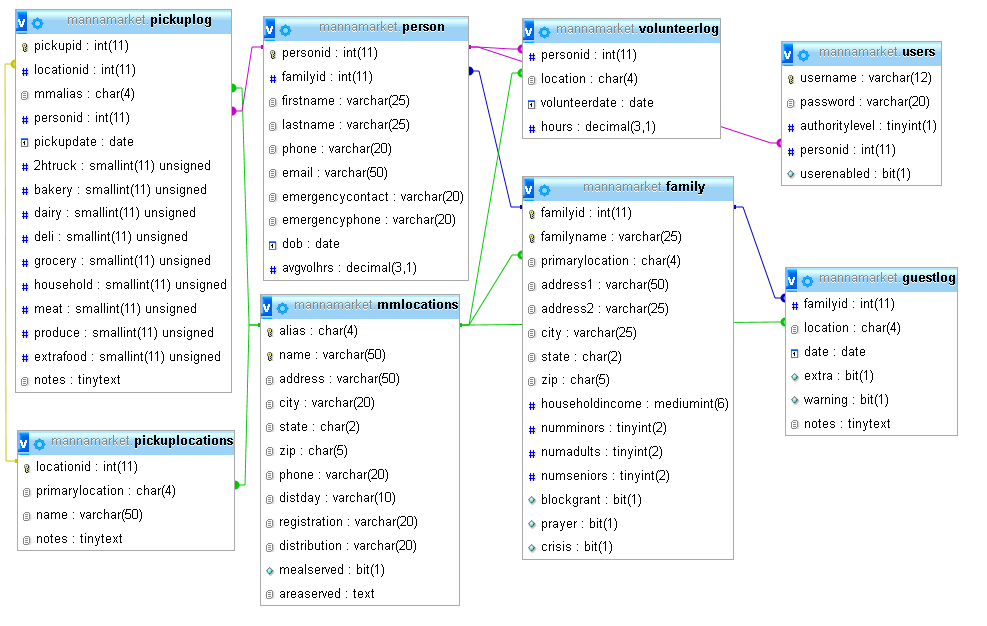 mannamarket.pickuplog
pickupid : int(11)
locationid : int(11)
mmalias : char(4)
personid : int(11)
pickupdate : date
2htruck : smallint(11) unsigned
bakery : smallint(11) unsigned
dairy : smallint(11) unsigned
deli : smallint(11) unsigned
grocery : smallint(11) unsigned
household : smallint(11) unsigned
meat : smallint(11) unsigned
produce : smallint(11) unsigned
extrafood : smallint(11) unsigned
notes : tinytext
mannamarket.pickuplocations
locationid : int(11)
primarylocation : char(4)
name : varchar(50)
notes : tinytext
mannamarket.person
personid : int(11)
familyid : int(11)
firstname : varchar(25)
lastname : varchar(25)
phone : varchar(20)
email : varchar(50)
emergencycontact : varchar(20)
emergencyphone : varchar(20)
dob : date
avgvolhrs : decimal(3,1)
mannamarket.mmlocations
alias : char(4)
name : varchar(50)
address : varchar(50)
city : varchar(20)
state : char(2)
zip : char(5)
phone : varchar(20)
distday : varchar(10)
registration : varchar(20)
distribution : varchar(20)
mealserved : bit(1)
areaserved : text
mannamarket.volunteerlog
personid : int(11)
location : char(4)
volunteerdate : date
hours : decimal(3,1)
mannamarket.family
familyid : int(11)
familyname : varchar(25)
primarylocation : char(4)
address1 : varchar(50)
address2 : varchar(25)
city : varchar(25)
state : char(2)
zip : char(5)
householdincome : mediumint(6)
numminors : tinyint(2)
numadults : tinyint(2)
numseniors : tinyint(2)
blockgrant : bit(1)
prayer : bit(1)
crisis : bit(1)
mannamarket.users
username : varchar(12)
password : varchar(20)
authoritylevel : tinyint(1)
personid : int(11)
userenabled : bit(1)
mannamarket.guestlog
familyid : int(11)
location : char(4)
date : date
extra : bit(1)
warning : bit(1)
notes : tinytext